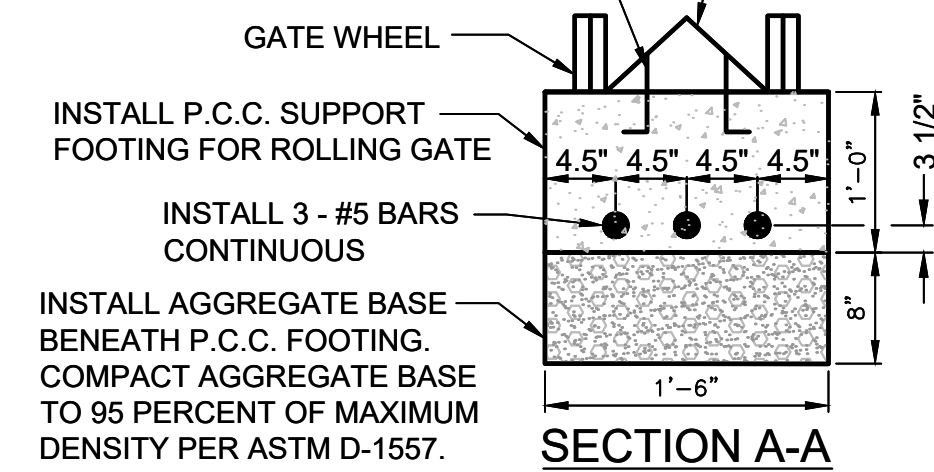 GATE WHEEL
INSTALL P.C.C. SUPPORT
FOOTING FOR ROLLING GATE
INSTALL 3 - #5 BARS
CONTINUOUS
INSTALL AGGREGATE BASE
BENEATH P.C.C. FOOTING.
COMPACT AGGREGATE BASE
TO 95 PERCENT OF MAXIMUM
DENSITY PER ASTM D-1557.
4.5" 4.5" 4.5" 4.5"
1'-0"
3 1/2"
8"
1'-6"
SECTION A-A